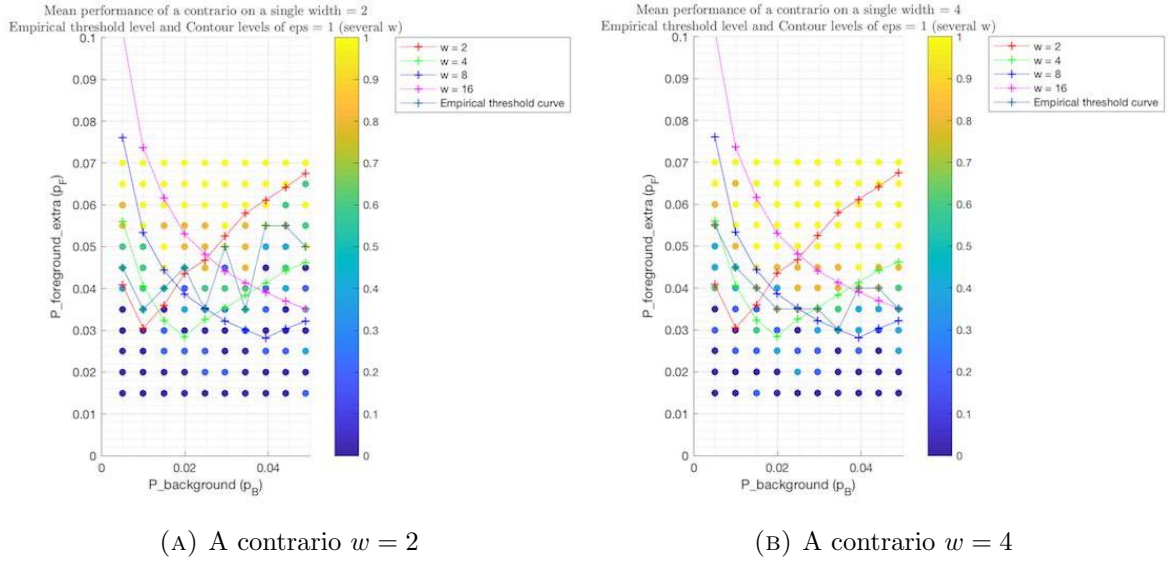 Mean performance of a contrario on a single width = 2
Empirical threshold level and Contour levels of eps = 1 (several w)
0.1
0.09
0.08
0.07
0.06
0.05
0.04
0.03
0.02
0.01
0
P_foreground_extra (p_F)
0
0.02
0.04
P_background (p_B)
1
0.9
0.8
0.7
0.6
0.5
0.4
0.3
0.2
0.1
0
w = 2
w = 4
w = 8
w = 16
Empirical threshold curve
(A) A contrario w = 2
Mean performance of a contrario on a single width = 4
Empirical threshold level and Contour levels of eps = 1 (several w)
0.1
0.09
0.08
0.07
0.06
0.05
0.04
0.03
0.02
0.01
0
P_foreground_extra (p_F)
0
0.02
0.04
P_background (p_B)
1
0.9
0.8
0.7
0.6
0.5
0.4
0.3
0.2
0.1
0
w = 2
w = 4
w = 8
w = 16
Empirical threshold curve
(B) A contrario w = 4